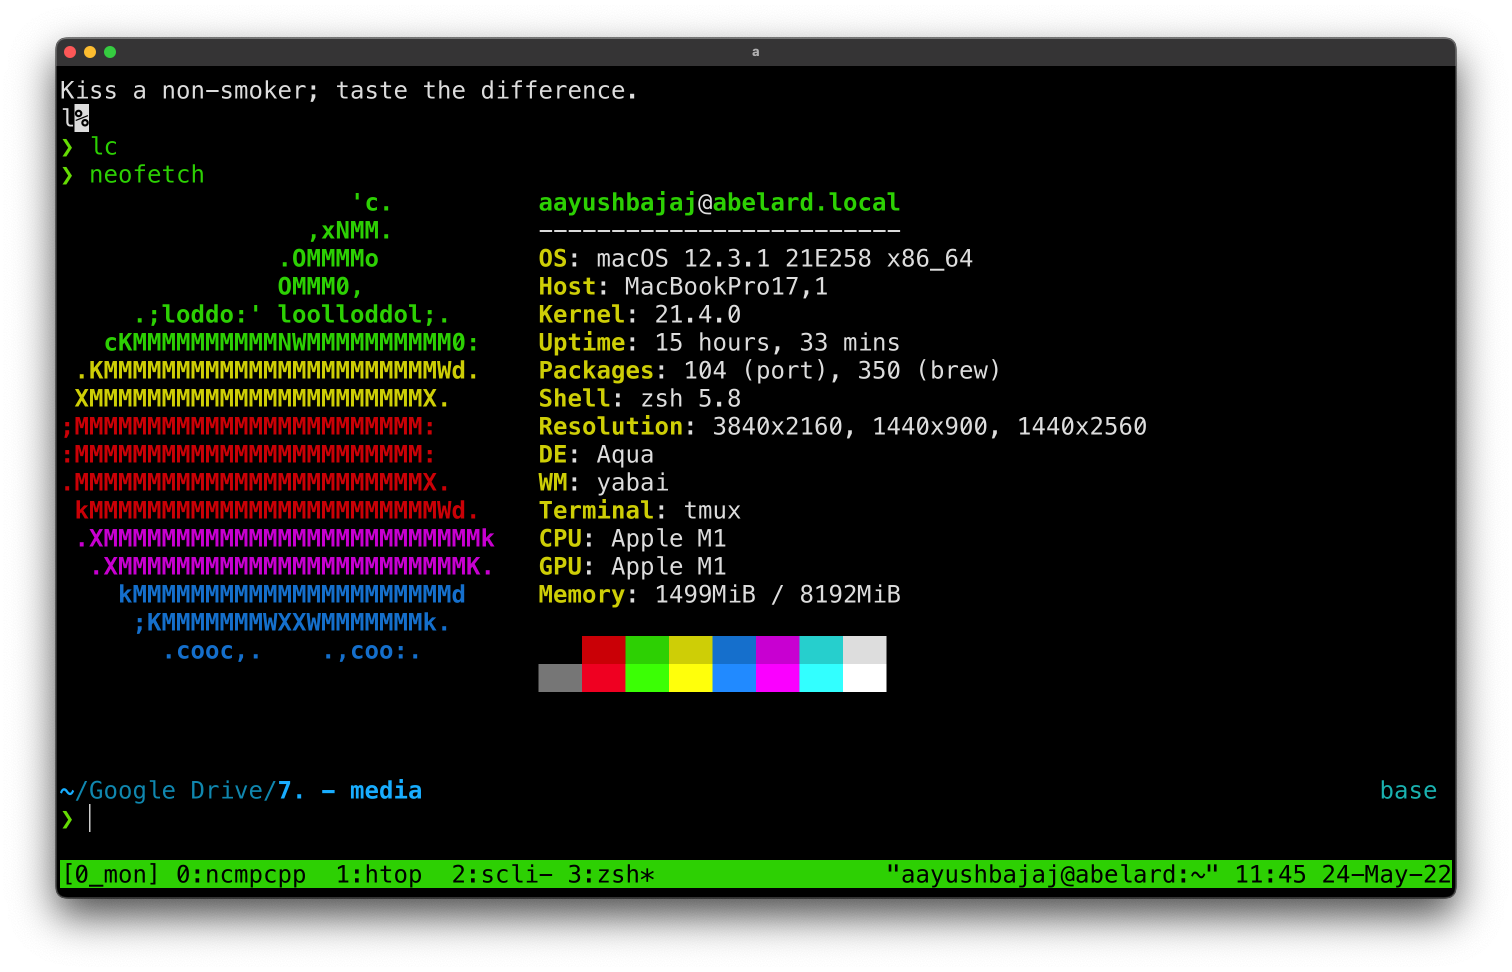 a
Kiss a non-smoker; taste the difference.
l%
❯ lc
❯ neofetch
                    'c.          aayushbajaj@abelard.local
                 ,xNMM.          -------------------------
               .OMMMMo           OS: macOS 12.3.1 21E258 x86_64
               OMMM0,            Host: MacBookPro17,1
     .;loddo:' loolloddol;.      Kernel: 21.4.0
   cKMMMMMMMMMMNWMMMMMMMMMM0:    Uptime: 15 hours, 33 mins
 .KMMMMMMMMMMMMMMMMMMMMMMMWd.    Packages: 104 (port), 350 (brew)
 XMMMMMMMMMMMMMMMMMMMMMMMX.      Shell: zsh 5.8
;MMMMMMMMMMMMMMMMMMMMMMMM:       Resolution: 3840x2160, 1440x900, 1440x2560
:MMMMMMMMMMMMMMMMMMMMMMMM:       DE: Aqua
.MMMMMMMMMMMMMMMMMMMMMMMMX.      WM: yabai
 kMMMMMMMMMMMMMMMMMMMMMMMMWd.    Terminal: tmux
 .XMMMMMMMMMMMMMMMMMMMMMMMMMMk   CPU: Apple M1
  .XMMMMMMMMMMMMMMMMMMMMMMMMK.   GPU: Apple M1
    kMMMMMMMMMMMMMMMMMMMMMMd     Memory: 1499MiB / 8192MiB
     ;KMMMMMMMWXXWMMMMMMMk.
       .cooc,.    .,coo:.
~/Google Drive/7. - media base
❯
[0_mon] 0:ncmpcpp  1:htop  2:scli- 3:zsh* "aayushbajaj@abelard:~" 11:45 24-May-22